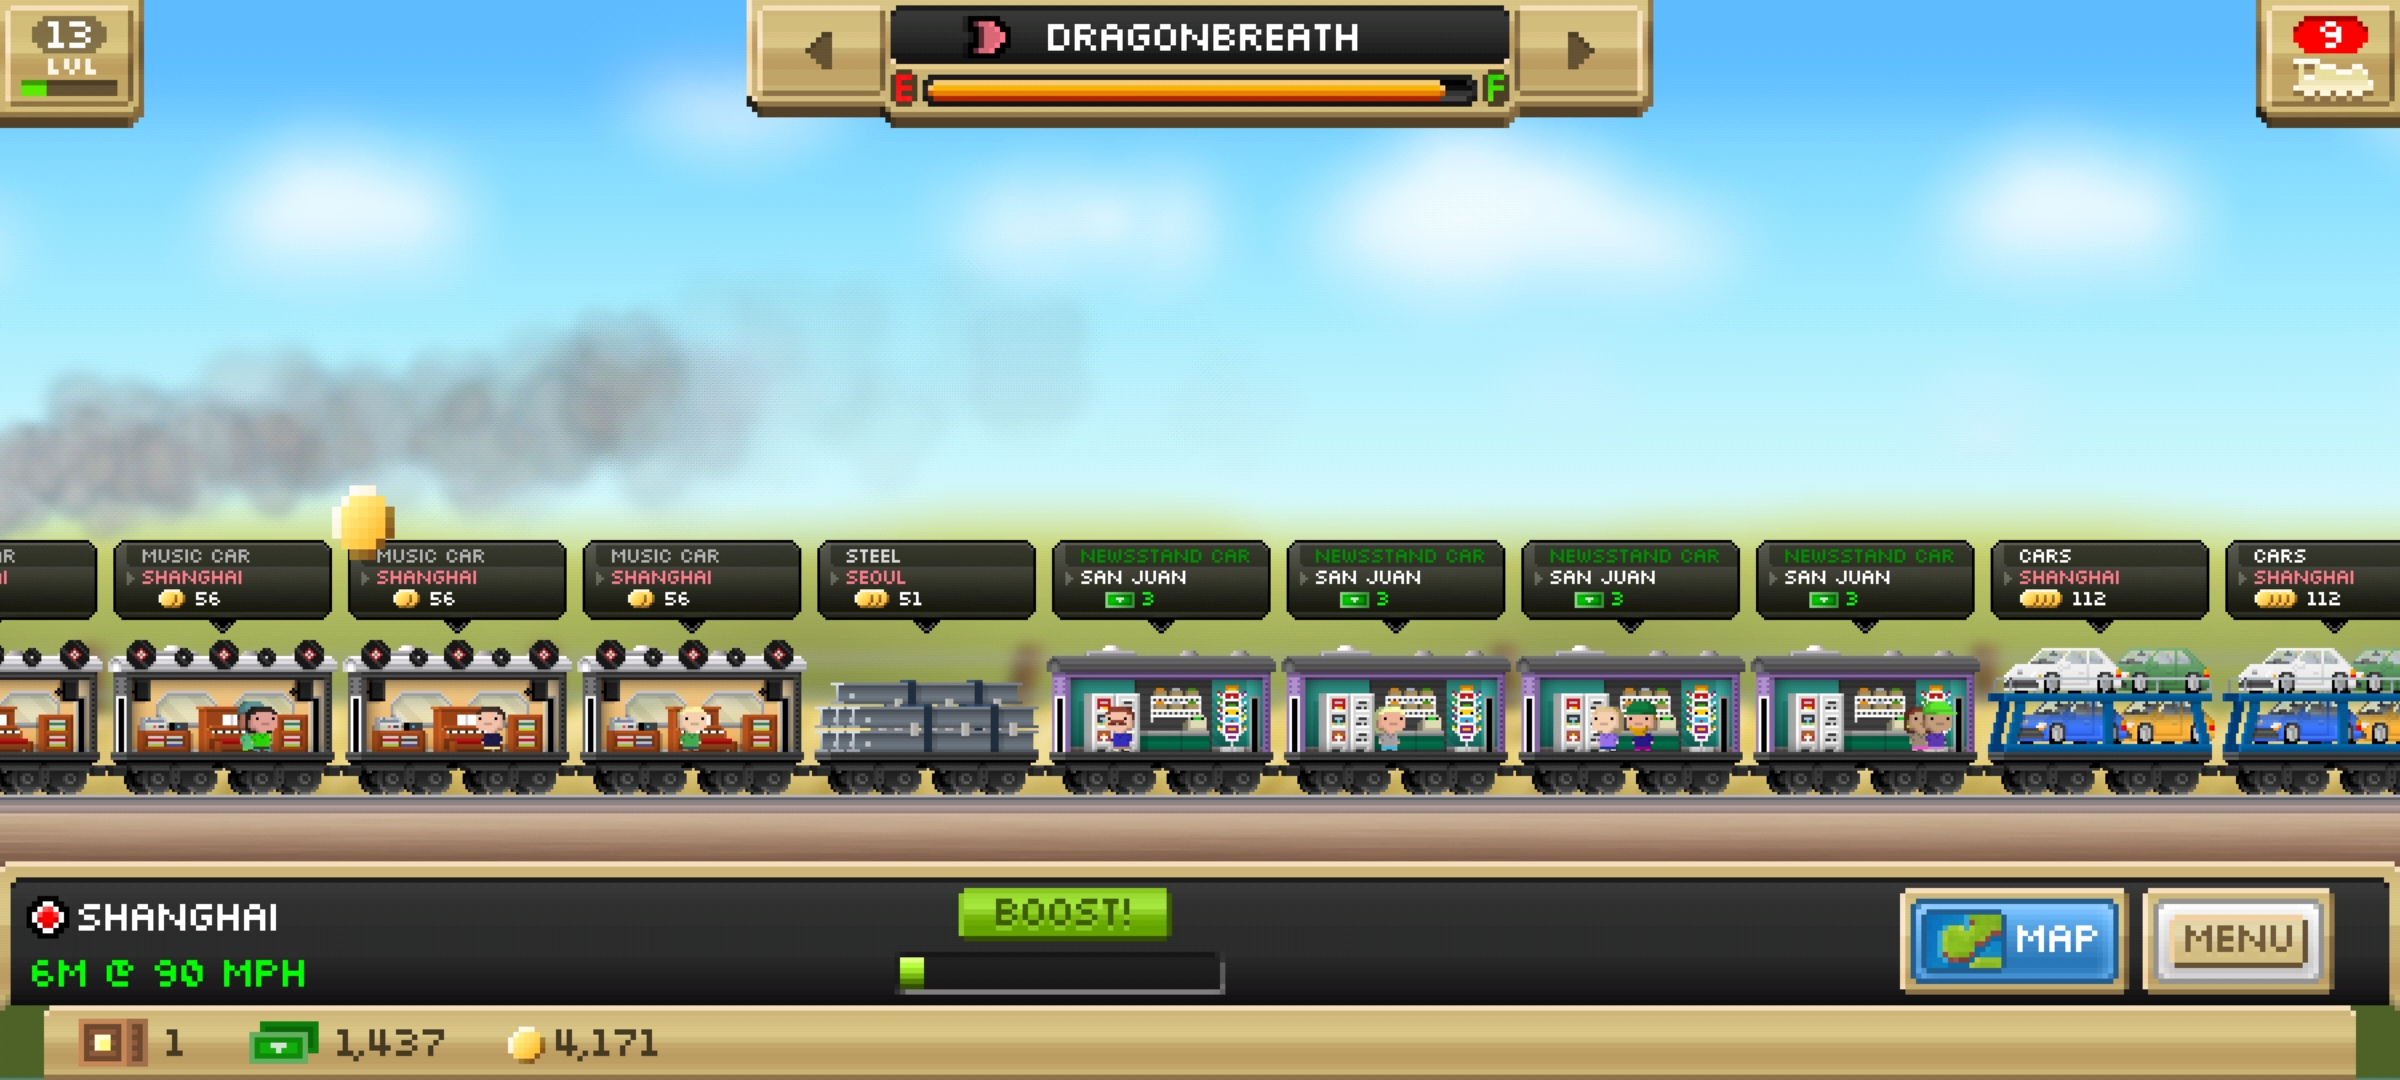 13
LVL
DRAGONBREATH
E
F
9
R
I
MUSIC CAR
SHANGHAI
56
MUSIC CAR
SHANGHAI
56
MUSIC CAR
SHANGHAI
56
STEEL
SEOUL
51
NEWSSTAND CAR
SAN JUAN
3
NEWSSTAND CAR
SAN JUAN
3
NEWSSTAND CAR
SAN JUAN
3
NEWSSTAND CAR
SAN JUAN
3
CARS
SHANGHAI
112
CARS
SHANGHAI
112
SHANGHAI
6M @ 90 MPH
BOOST!
MAP
MENU
1
1,437
4,171